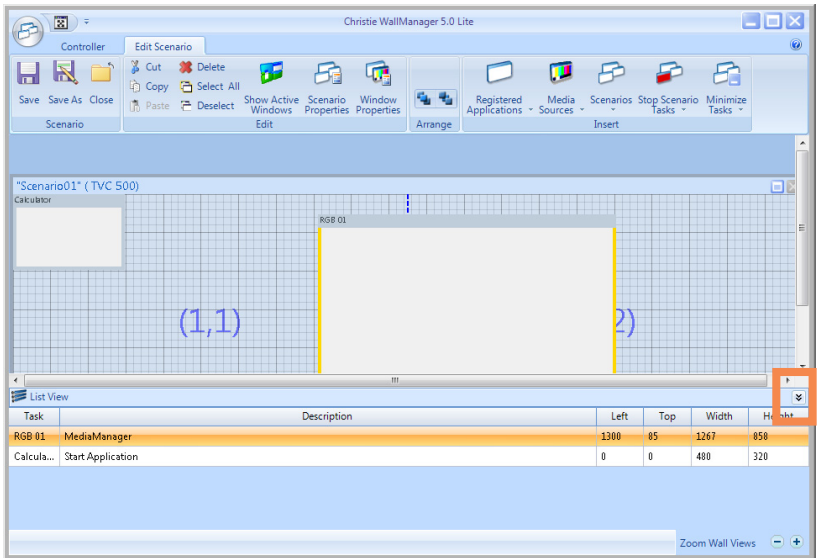 Christie WallManager 5.0 Lite
Controller Edit Scenario
Save Save As Close
Cut Delete
Copy Select All
Paste Deselect
Show Active Windows
Scenario Properties
Window Properties
Registered Applications
Media Sources
Scenarios
Stop Scenario Tasks
Minimize Tasks
Scenario Edit Arrange Insert
"Scenario01" ( TVC 500)
Calculator
RGB 01
(1,1)
2)
List View
Task Description Left Top Width Height
RGB 01 MediaManager 1300 85 1267 858
Calcula... Start Application 0 0 480 320
Zoom Wall Views